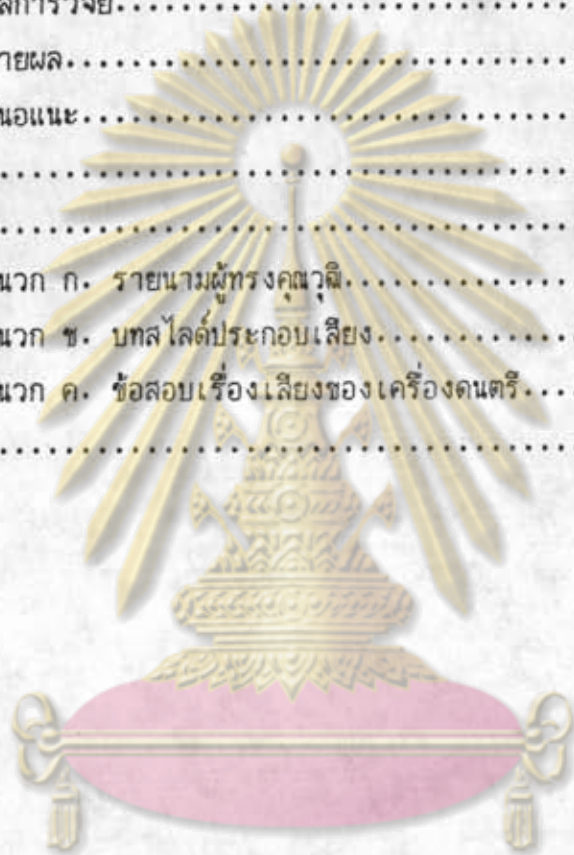 ลการวิจัย...............................
ายผล...................................
นอแนะ.................................
.......................................
.......................................
นวก ก. รายนามผู้ทรงคุณวุฒิ....................
นวก ข. บทสไลด์ประกอบเสียง...................
นวก ค. ข้อสอบเรื่องเสียงของเครื่องดนตรี....
.......................................